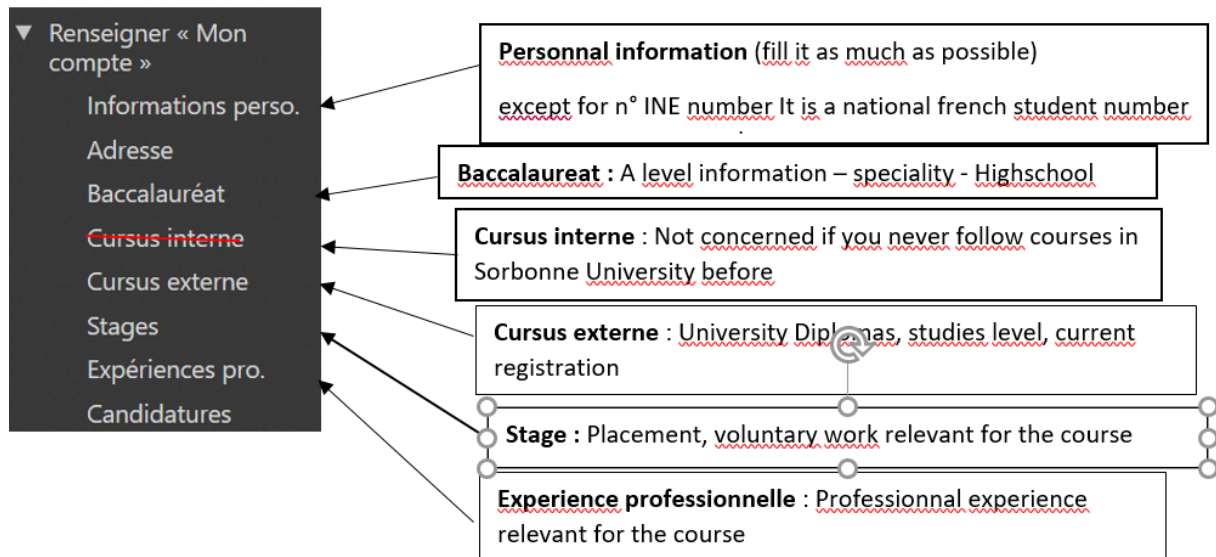 Renseigner « Mon
compte »
Informations perso.
Adresse
Baccalauréat
Cursus interne
Cursus externe
Stages
Expériences pro.
Candidatures
Personnal information (fill it as much as possible)
except for n° INE number It is a national french student number
Baccalaureat : A level information – speciality - Highschool
Cursus interne : Not concerned if you never follow courses in
Sorbonne University before
Cursus externe : University Diplomas, studies level, current
registration
Stage : Placement, voluntary work relevant for the course
Experience professionnelle : Professionnal experience
relevant for the course